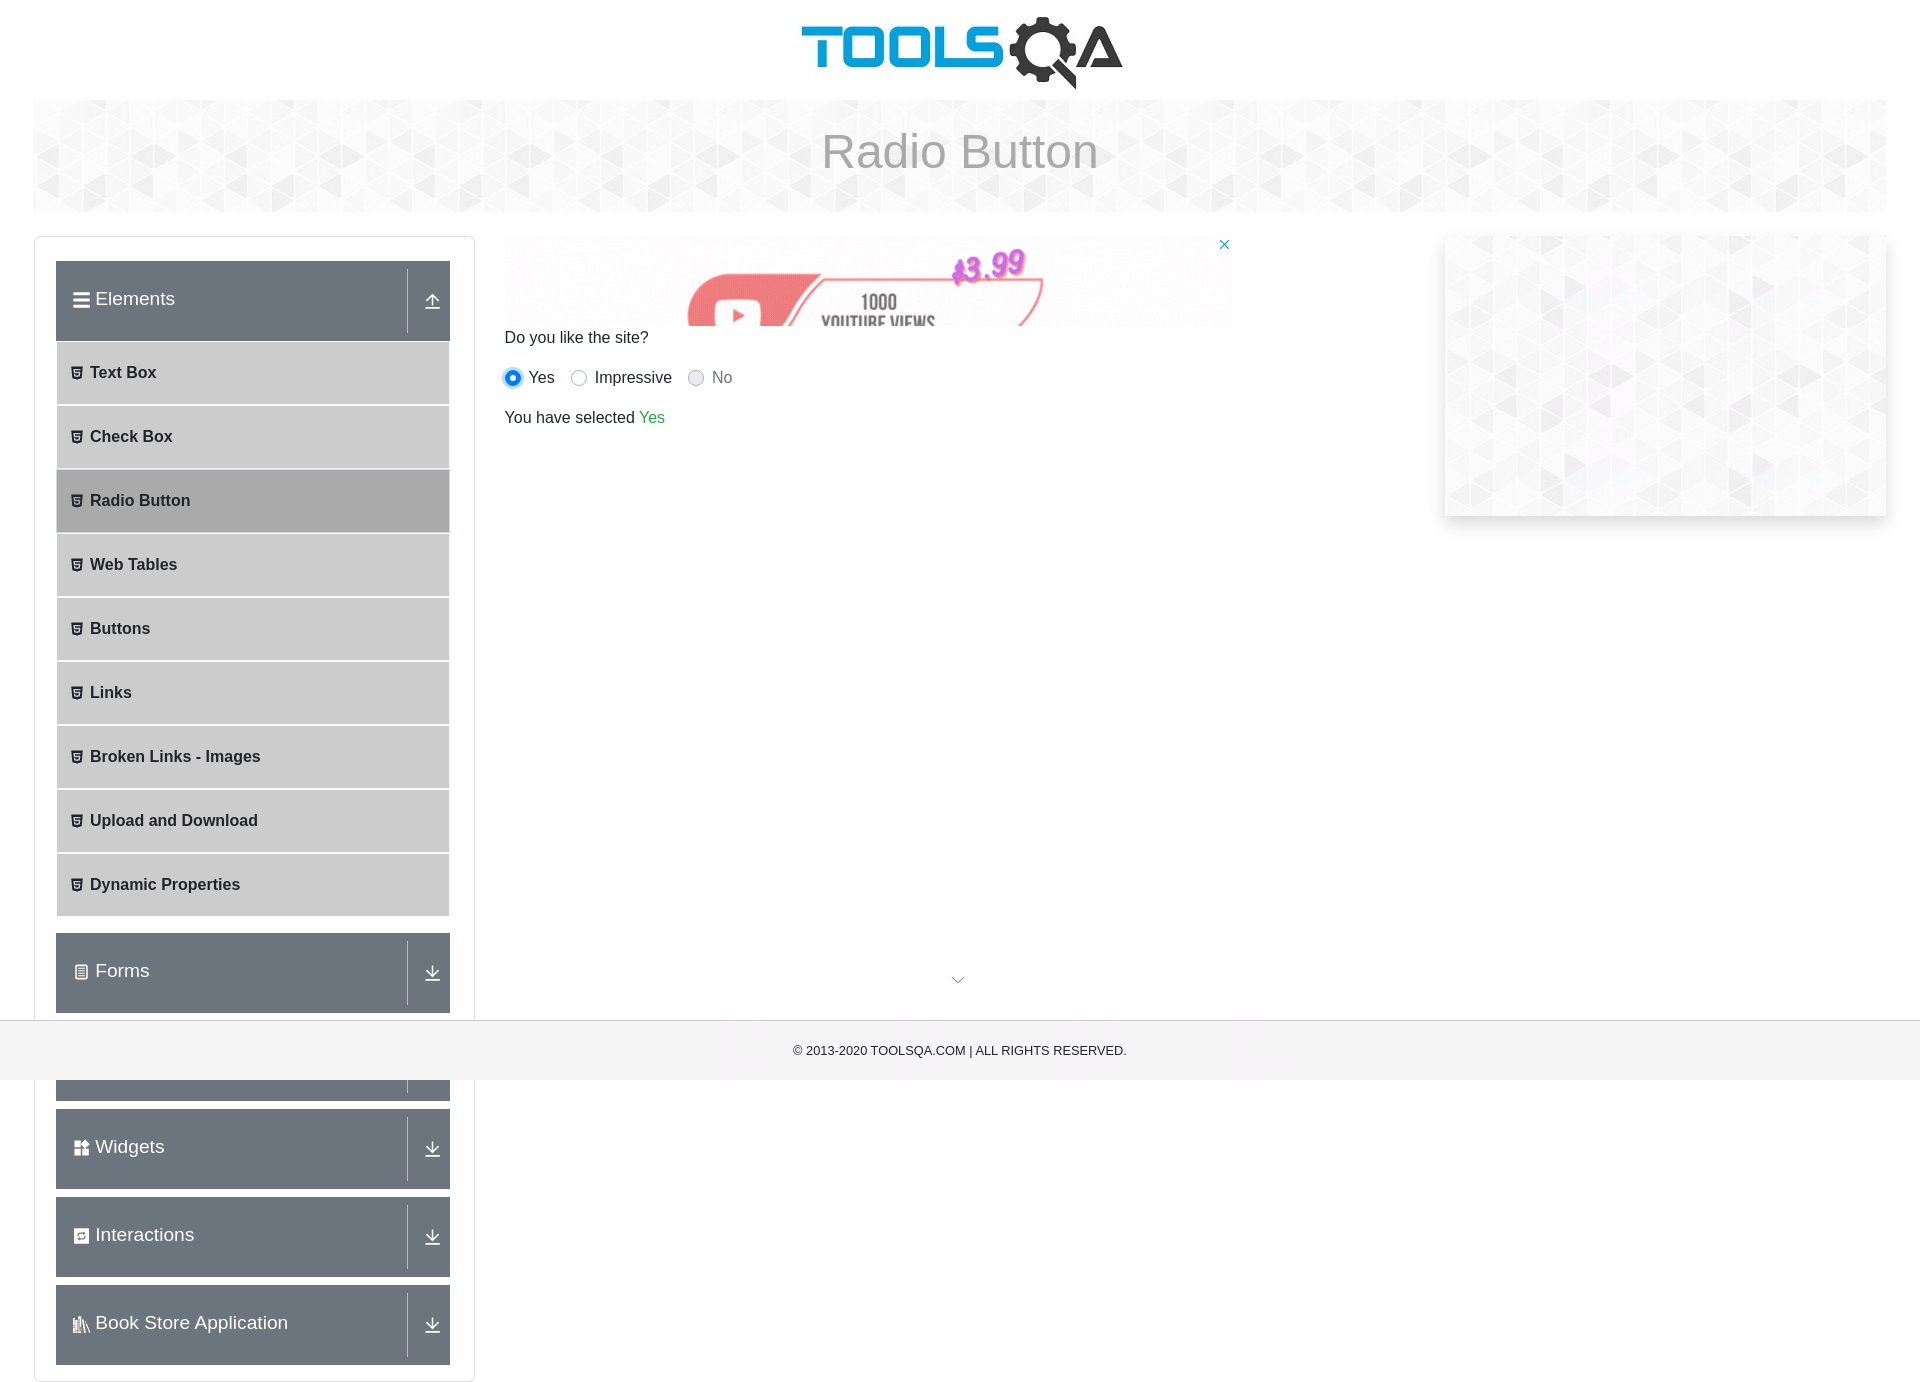 TOOLSQA
Radio Button
Elements
Text Box
Check Box
Radio Button
Web Tables
Buttons
Links
Broken Links - Images
Upload and Download
Dynamic Properties
Forms
Widgets
Interactions
Book Store Application
$3.99
1000
YOUTUBE VIEWS
Do you like the site?
Yes Impressive No
You have selected Yes
© 2013-2020 TOOLSQA.COM | ALL RIGHTS RESERVED.